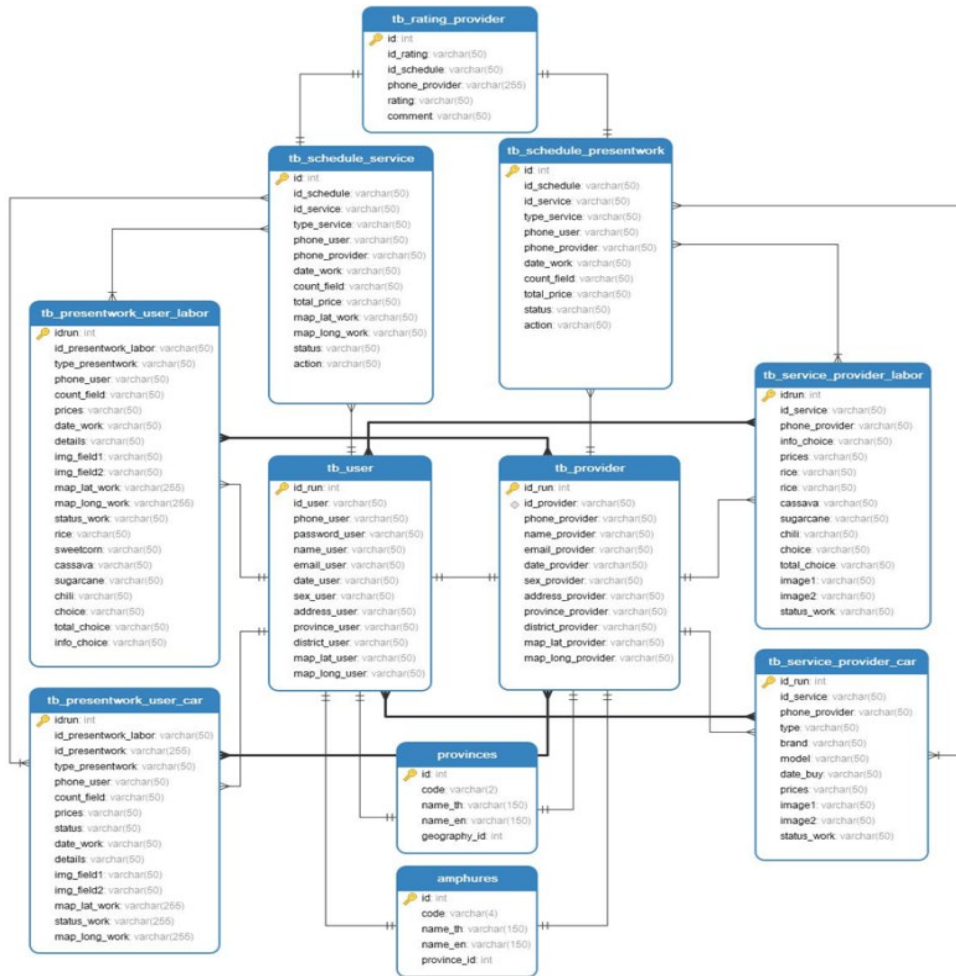 tb_rating_provider
id: int
id_rating: varchar(50)
id_schedule: varchar(50)
phone_provider: varchar(255)
rating: varchar(50)
comment: varchar(50)
tb_schedule_service
id: int
id_schedule: varchar(50)
id_service: varchar(50)
type_service: varchar(50)
phone_user: varchar(50)
phone_provider: varchar(50)
date_work: varchar(50)
count_field: varchar(50)
total_price: varchar(50)
map_lat_work: varchar(50)
map_long_work: varchar(50)
status: varchar(50)
action: varchar(50)
tb_schedule_presentwork
id: int
id_schedule: varchar(50)
id_service: varchar(50)
type_service: varchar(50)
phone_user: varchar(50)
phone_provider: varchar(50)
date_work: varchar(50)
count_field: varchar(50)
total_price: varchar(50)
status: varchar(50)
action: varchar(50)
tb_presentwork_user_labor
idrun: int
id_presentwork_labor: varchar(50)
type_presentwork: varchar(50)
phone_user: varchar(50)
count_field: varchar(50)
prices: varchar(50)
date_work: varchar(50)
details: varchar(50)
img_field1: varchar(50)
img_field2: varchar(50)
map_lat_work: varchar(255)
map_long_work: varchar(255)
status_work: varchar(50)
rice: varchar(50)
sweetcorn: varchar(50)
cassava: varchar(50)
sugarcane: varchar(50)
chili: varchar(50)
choice: varchar(50)
total_choice: varchar(50)
info_choice: varchar(50)
tb_service_provider_labor
idrun: int
id_service: varchar(50)
phone_provider: varchar(50)
info_choice: varchar(50)
prices: varchar(50)
rice: varchar(50)
rice: varchar(50)
cassava: varchar(50)
sugarcane: varchar(50)
chili: varchar(50)
choice: varchar(50)
total_choice: varchar(50)
image1: varchar(50)
image2: varchar(50)
status_work: varchar(50)
tb_user
id_run: int
id_user: varchar(50)
phone_user: varchar(50)
password_user: varchar(50)
name_user: varchar(50)
email_user: varchar(50)
date_user: varchar(50)
sex_user: varchar(50)
address_user: varchar(50)
province_user: varchar(50)
district_user: varchar(50)
map_lat_user: varchar(50)
map_long_user: varchar(50)
tb_provider
id_run: int
id_provider: varchar(50)
phone_provider: varchar(50)
name_provider: varchar(50)
email_provider: varchar(50)
date_provider: varchar(50)
sex_provider: varchar(50)
address_provider: varchar(50)
province_provider: varchar(50)
district_provider: varchar(50)
map_lat_provider: varchar(50)
map_long_provider: varchar(50)
tb_presentwork_user_car
idrun: int
id_presentwork_labor: varchar(50)
id_presentwork: varchar(255)
type_presentwork: varchar(50)
phone_user: varchar(50)
count_field: varchar(50)
prices: varchar(50)
status: varchar(50)
date_work: varchar(50)
details: varchar(50)
img_field1: varchar(50)
img_field2: varchar(50)
map_lat_work: varchar(255)
status_work: varchar(255)
map_long_work: varchar(255)
tb_service_provider_car
id_run: int
id_service: varchar(50)
phone_provider: varchar(50)
type: varchar(50)
brand: varchar(50)
model: varchar(50)
date_buy: varchar(50)
prices: varchar(50)
image1: varchar(50)
image2: varchar(50)
status_work: varchar(50)
provinces
id: int
code: varchar(2)
name_th: varchar(150)
name_en: varchar(150)
geography_id: int
amphures
id: int
code: varchar(4)
name_th: varchar(150)
name_en: varchar(150)
province_id: int